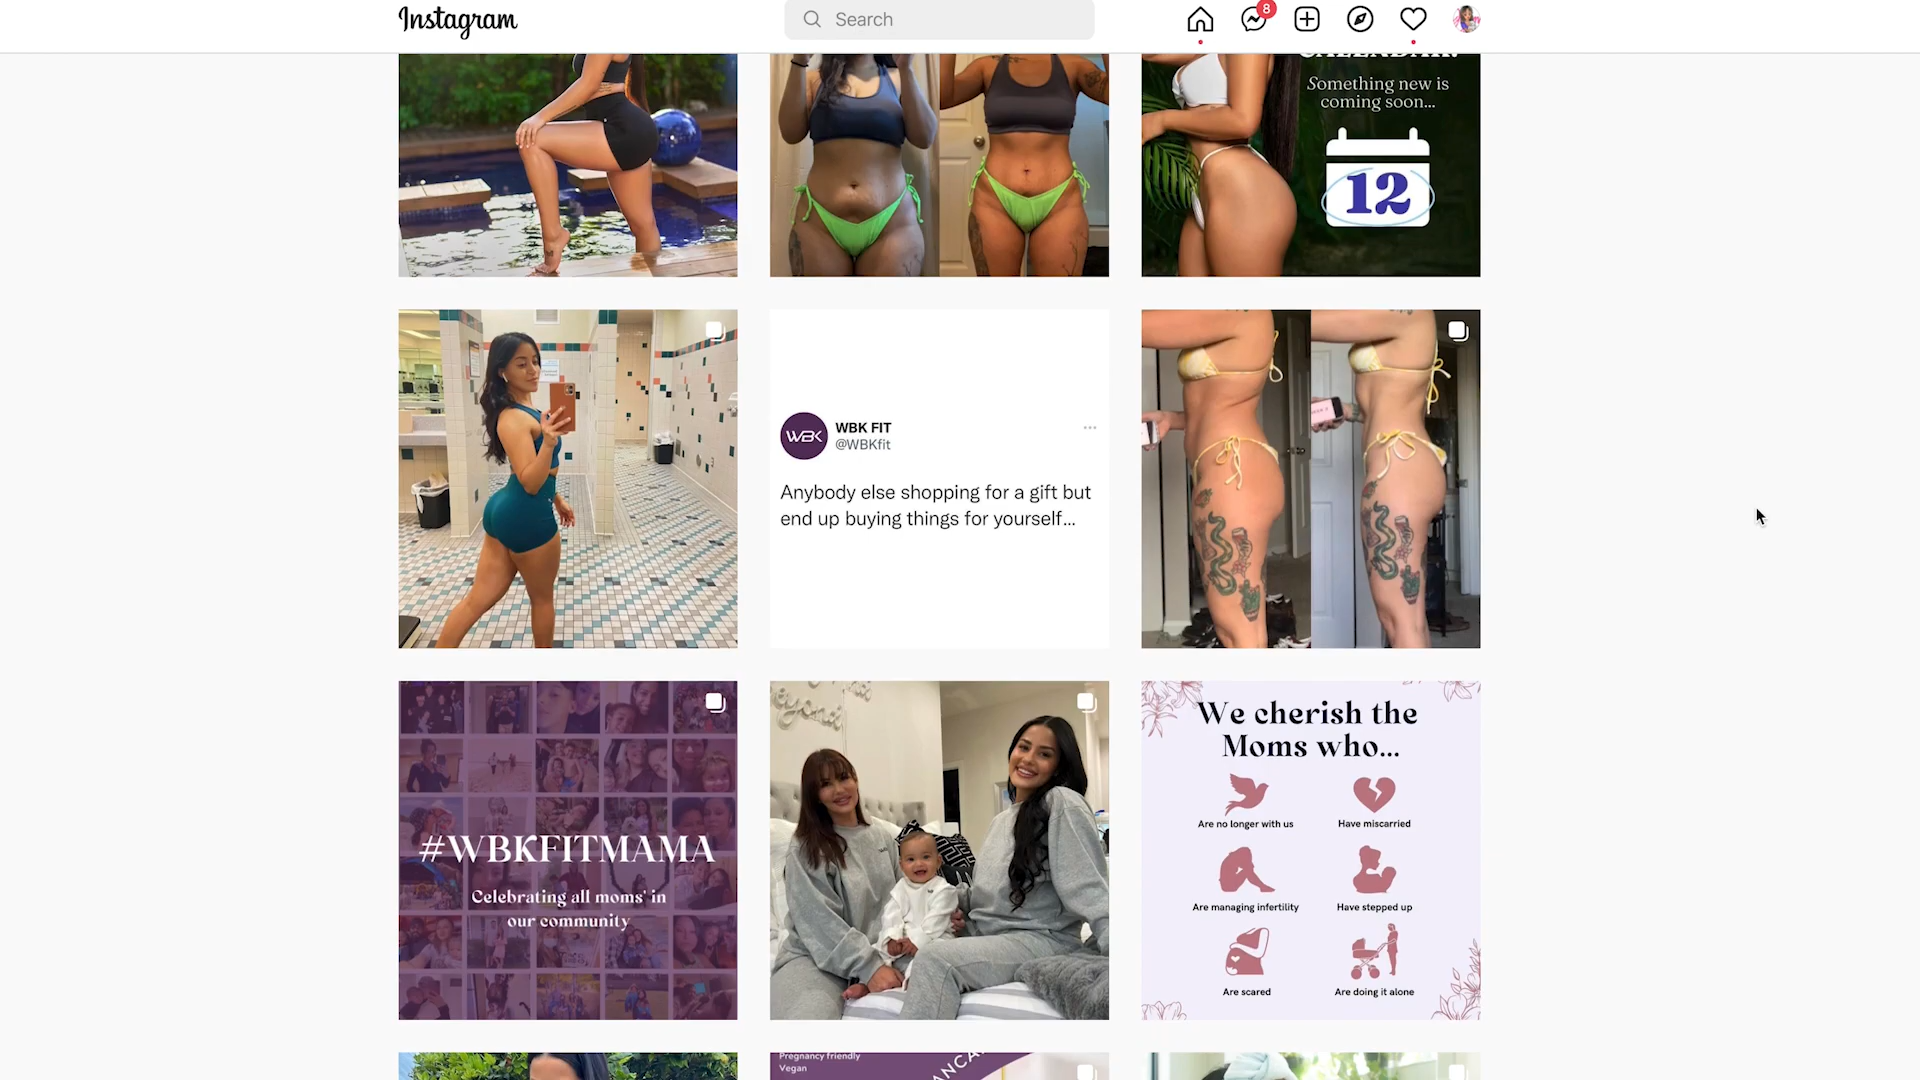 Instagram
Search
8
CALENDAR!
Something new is
coming soon...
12
WBK
WBK FIT
@WBKfit
Anybody else shopping for a gift but
end up buying things for yourself...
#WBKFITMAMA
Celebrating all moms' in
our community
We cherish the
Moms who...
Are no longer with us
Have miscarried
Are managing infertility
Have stepped up
Are scared
Are doing it alone
Pregnancy friendly
Vegan